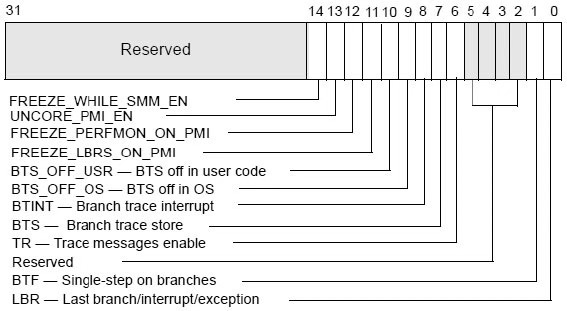 31 14 13 12 11 10 9 8 7 6 5 4 3 2 1 0
Reserved
FREEZE_WHILE_SMM_EN
UNCORE_PMI_EN
FREEZE_PERFMON_ON_PMI
FREEZE_LBRS_ON_PMI
BTS_OFF_USR — BTS off in user code
BTS_OFF_OS — BTS off in OS
BTINT — Branch trace interrupt
BTS — Branch trace store
TR — Trace messages enable
Reserved
BTF — Single-step on branches
LBR — Last branch/interrupt/exception